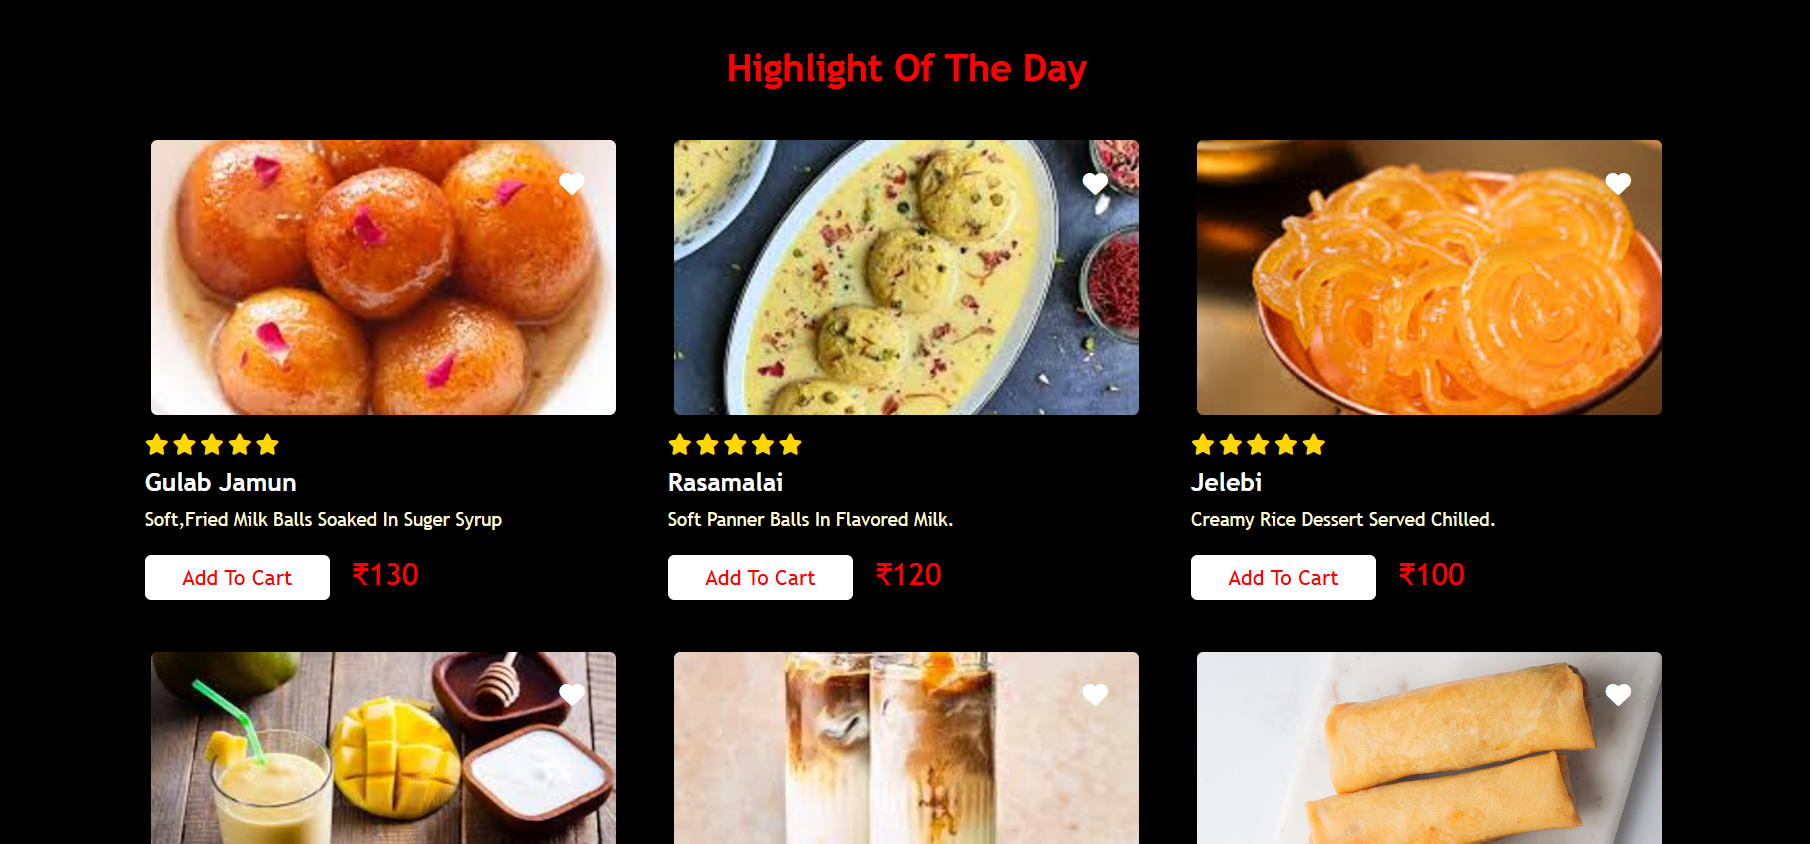 Highlight Of The Day
Gulab Jamun
Soft,Fried Milk Balls Soaked In Suger Syrup
Add To Cart ₹130
Rasamalai
Soft Panner Balls In Flavored Milk.
Add To Cart ₹120
Jelebi
Creamy Rice Dessert Served Chilled.
Add To Cart ₹100